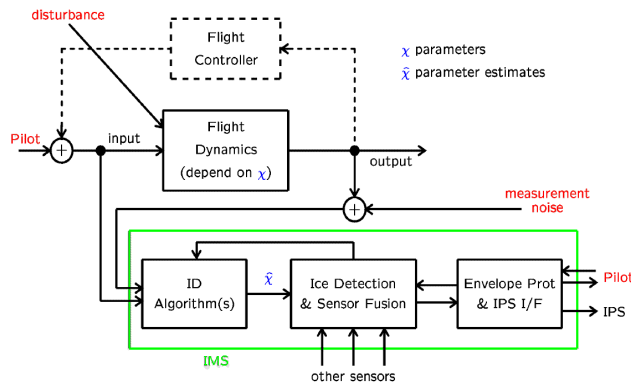 disturbance
Flight
Controller
χ parameters
χ̂ parameter estimates
Pilot
+
input
Flight
Dynamics
(depend on χ)
output
+
measurement
noise
ID
Algorithm(s)
χ̂
Ice Detection
& Sensor Fusion
Envelope Prot
& IPS I/F
Pilot
IPS
IMS
other sensors